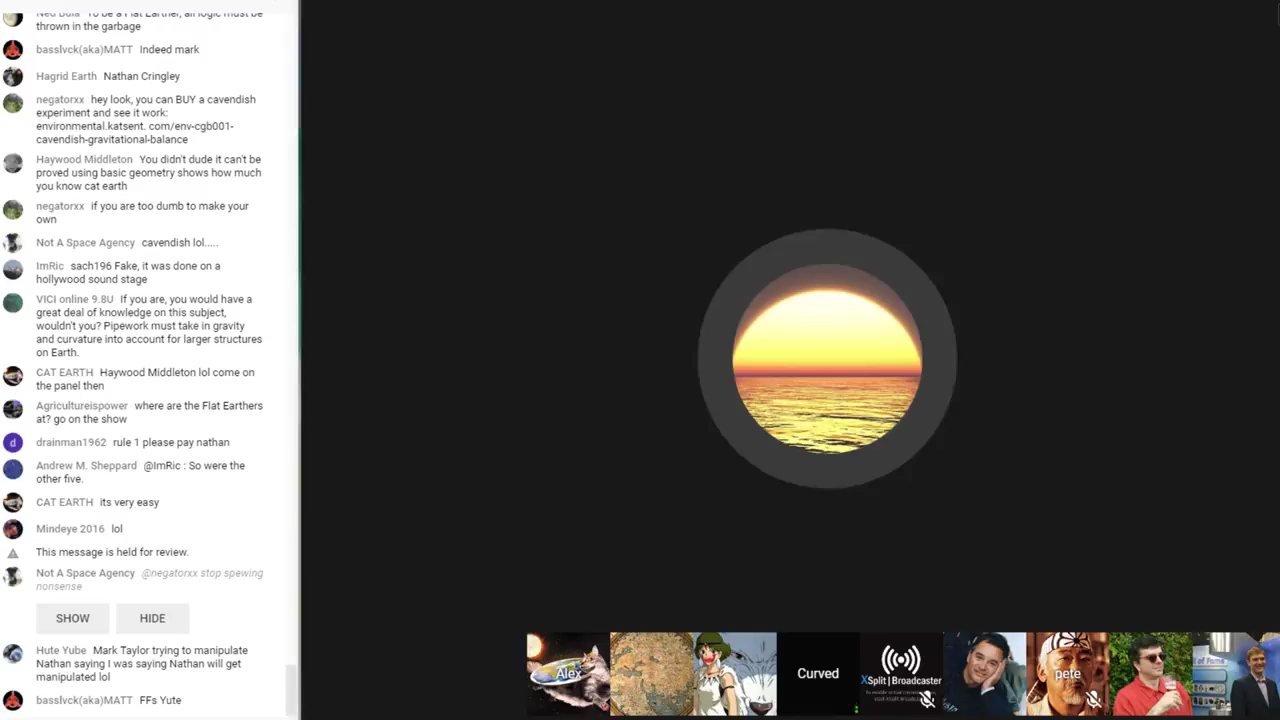 Ned Bula To be a Flat Earther, all logic must be
thrown in the garbage
basslvck(aka)MATT Indeed mark
Hagrid Earth Nathan Cringley
negatorxx hey look, you can BUY a cavendish
experiment and see it work:
environmental.katsent. com/env-cgb001-
cavendish-gravitational-balance
Haywood Middleton You didn't dude it can't be
proved using basic geometry shows how much
you know cat earth
negatorxx if you are too dumb to make your
own
Not A Space Agency cavendish lol.....
ImRic sach196 Fake, it was done on a
hollywood sound stage
VICI online 9.8U If you are, you would have a
great deal of knowledge on this subject,
wouldn't you? Pipework must take in gravity
and curvature into account for larger structures
on Earth.
CAT EARTH Haywood Middleton lol come on
the panel then
Agricultureispower where are the Flat Earthers
at? go on the show
d drainman1962 rule 1 please pay nathan
Andrew M. Sheppard @ImRic : So were the
other five.
CAT EARTH its very easy
Mindeye 2016 lol
This message is held for review.
Not A Space Agency @negatorxx stop spewing
nonsense
SHOW HIDE
Hute Yube Mark Taylor trying to manipulate
Nathan saying I was saying Nathan will get
manipulated lol
basslvck(aka)MATT FFs Yute
Alex
Curved
XSplit|Broadcaster
pete